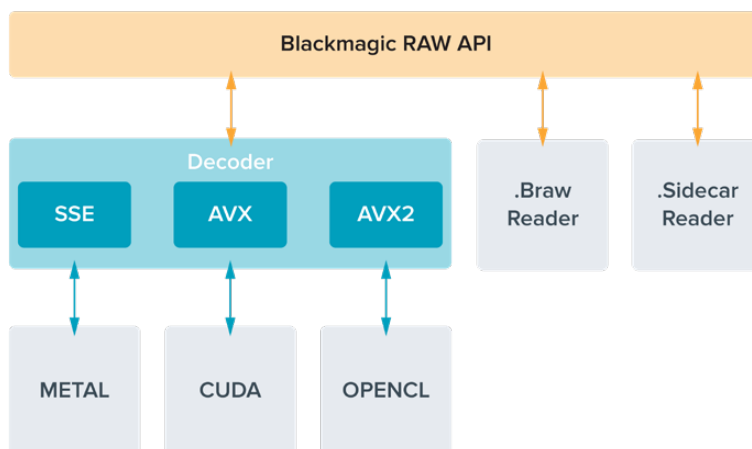 Blackmagic RAW API
Decoder
SSE
AVX
AVX2
.Braw
Reader
.Sidecar
Reader
METAL
CUDA
OPENCL